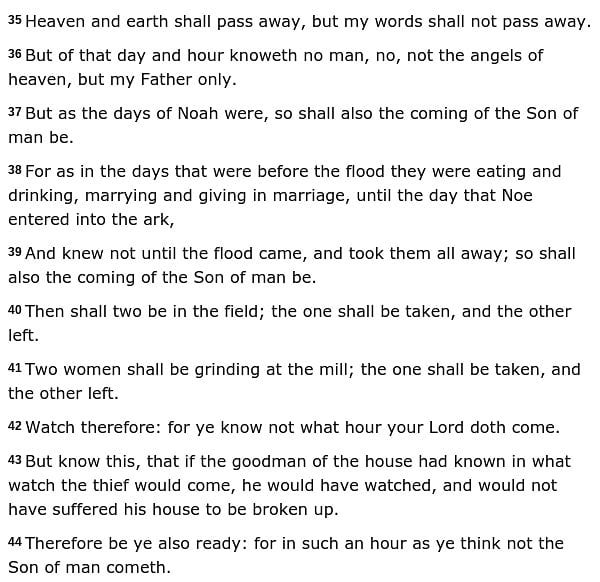 35 Heaven and earth shall pass away, but my words shall not pass away.
36 But of that day and hour knoweth no man, no, not the angels of
heaven, but my Father only.
37 But as the days of Noah were, so shall also the coming of the Son of
man be.
38 For as in the days that were before the flood they were eating and
drinking, marrying and giving in marriage, until the day that Noe
entered into the ark,
39 And knew not until the flood came, and took them all away; so shall
also the coming of the Son of man be.
40 Then shall two be in the field; the one shall be taken, and the other
left.
41 Two women shall be grinding at the mill; the one shall be taken, and
the other left.
42 Watch therefore: for ye know not what hour your Lord doth come.
43 But know this, that if the goodman of the house had known in what
watch the thief would come, he would have watched, and would not
have suffered his house to be broken up.
44 Therefore be ye also ready: for in such an hour as ye think not the
Son of man cometh.